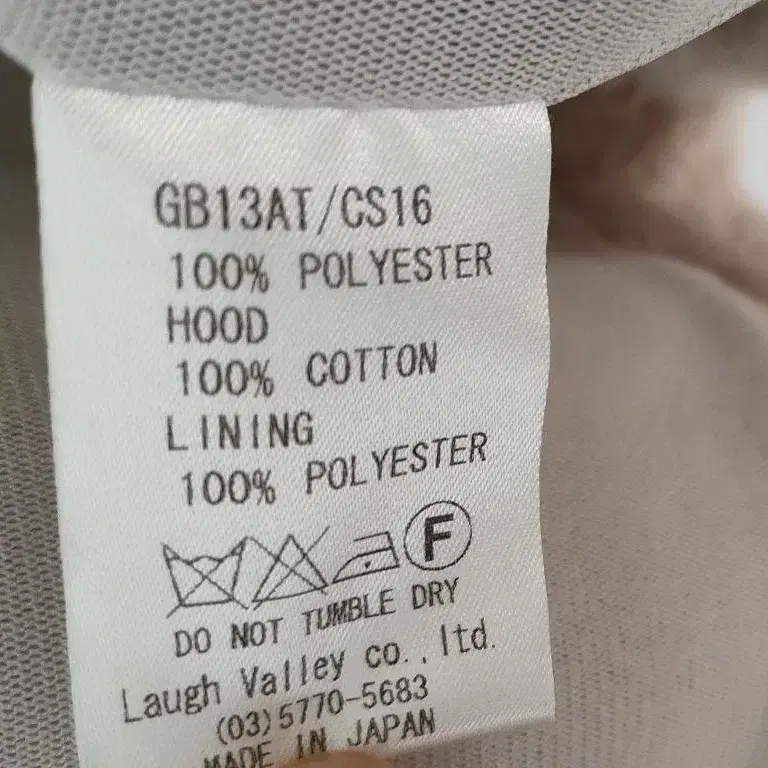 GB13AT/CS16
100% POLYESTER
HOOD
100% COTTON
LINING
100% POLYESTER
F
DO NOT TUMBLE DRY
Laugh Valley co.,ltd.
(03)5770-5683
MADE IN JAPAN